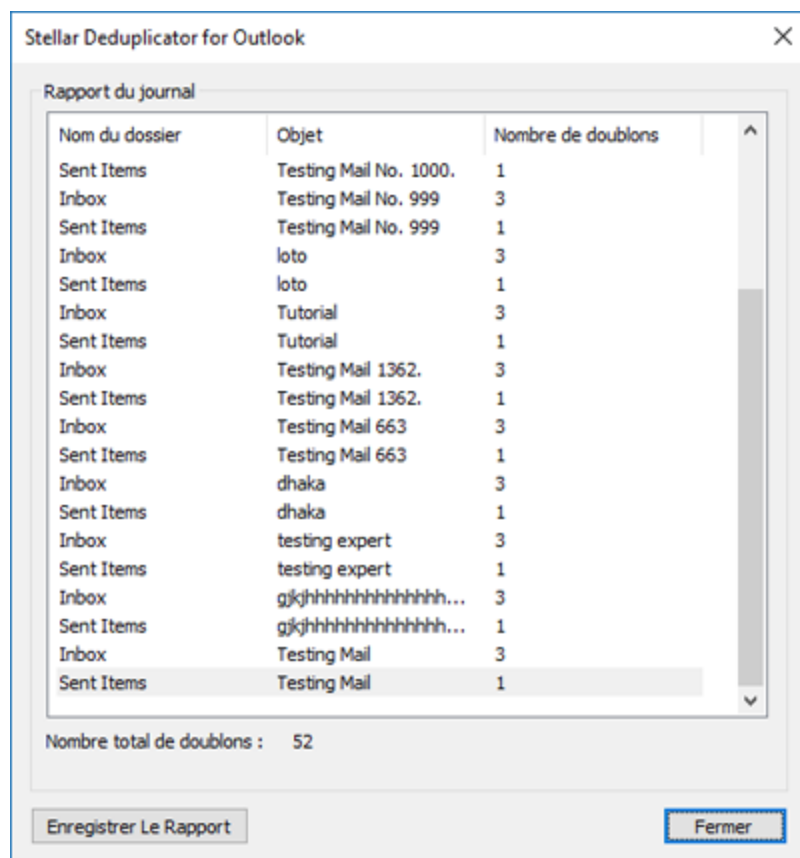 Stellar Deduplicator for Outlook
Rapport du journal
Nom du dossier Objet Nombre de doublons
Sent Items Testing Mail No. 1000. 1
Inbox Testing Mail No. 999 3
Sent Items Testing Mail No. 999 1
Inbox loto 3
Sent Items loto 1
Inbox Tutorial 3
Sent Items Tutorial 1
Inbox Testing Mail 1362. 3
Sent Items Testing Mail 1362. 1
Inbox Testing Mail 663 3
Sent Items Testing Mail 663 1
Inbox dhaka 3
Sent Items dhaka 1
Inbox testing expert 3
Sent Items testing expert 1
Inbox gjkjhhhhhhhhhhhhhh... 3
Sent Items gjkjhhhhhhhhhhhhhh... 1
Inbox Testing Mail 3
Sent Items Testing Mail 1
Nombre total de doublons : 52
Enregistrer Le Rapport Fermer